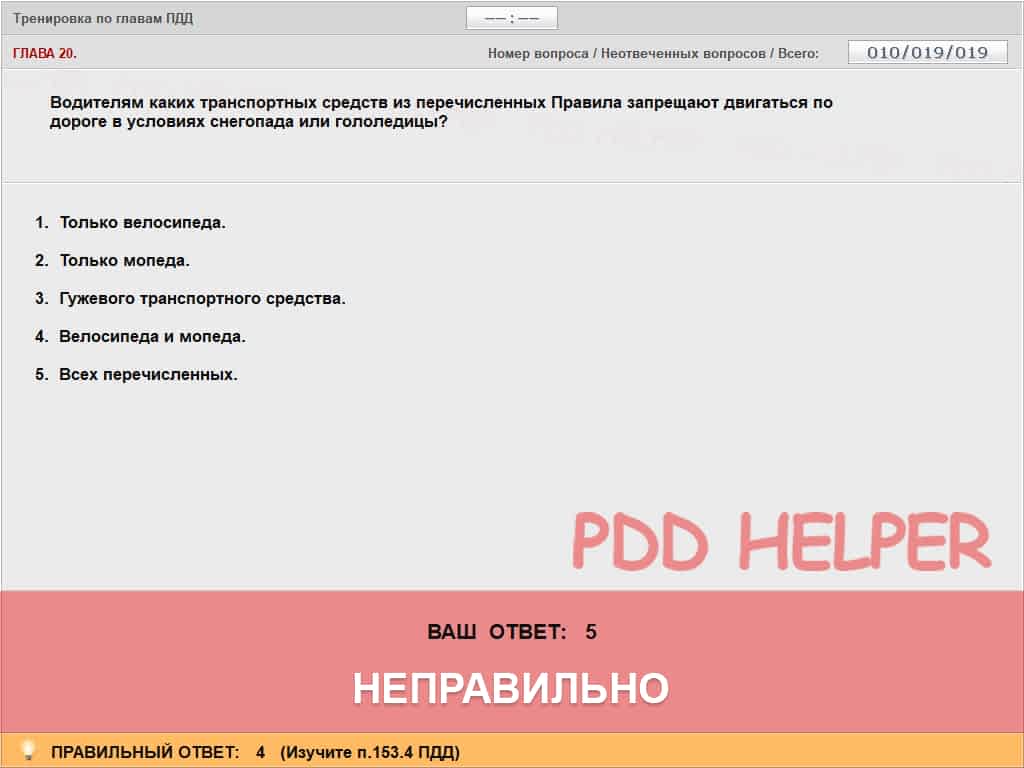 Тренировка по главам ПДД
–– : ––
ГЛАВА 20.
Номер вопроса / Неотвеченных вопросов / Всего:
010/019/019
Водителям каких транспортных средств из перечисленных Правила запрещают двигаться по
дороге в условиях снегопада или гололедицы?
1. Только велосипеда.
2. Только мопеда.
3. Гужевого транспортного средства.
4. Велосипеда и мопеда.
5. Всех перечисленных.
PDD HELPER
ВАШ ОТВЕТ: 5
НЕПРАВИЛЬНО
ПРАВИЛЬНЫЙ ОТВЕТ: 4 (Изучите п.153.4 ПДД)